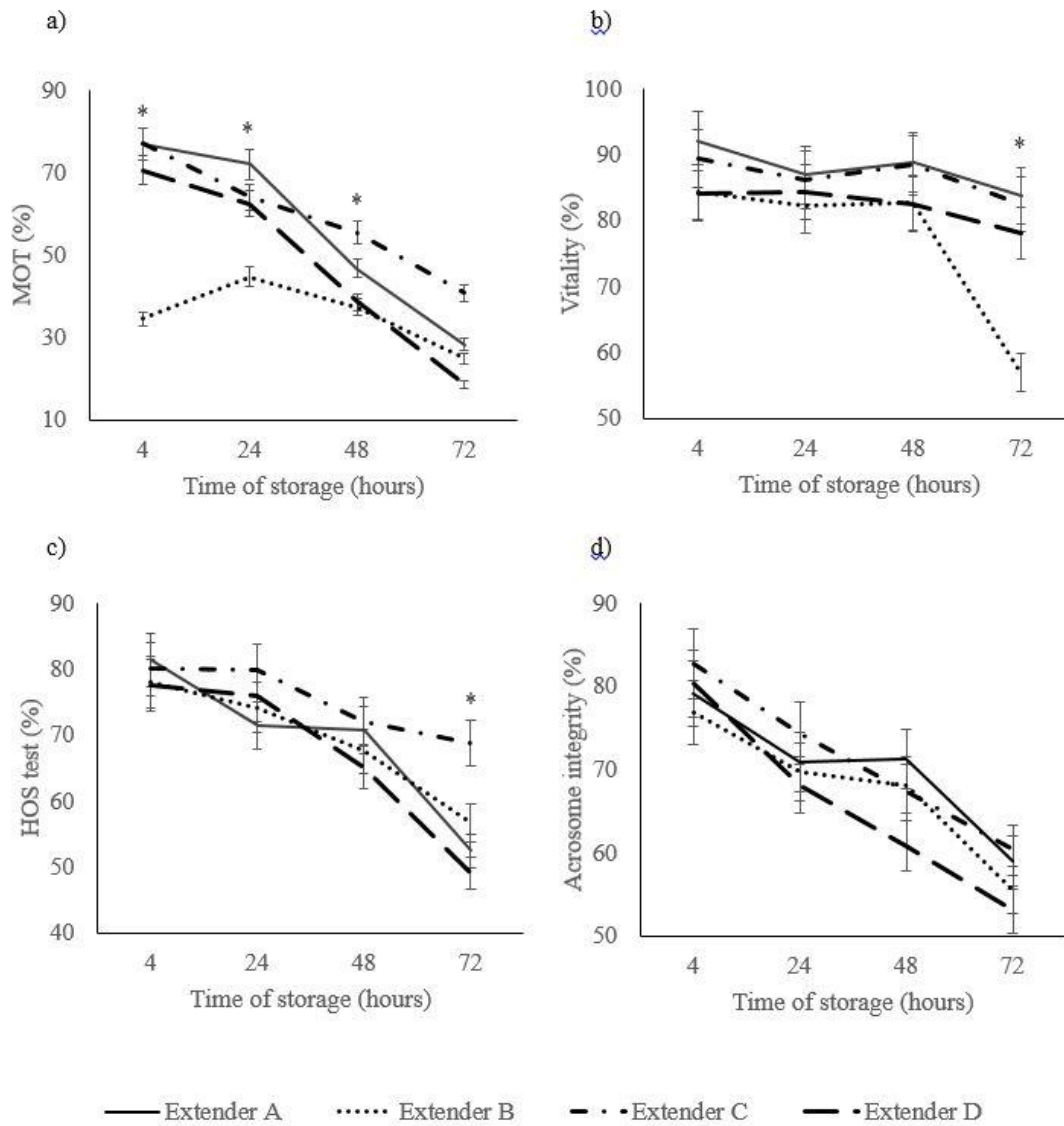 a)
MOT (%)
90
70
50
30
10
*
*
*
4 24 48 72
Time of storage (hours)
b)
Vitality (%)
100
90
80
70
60
50
*
4 24 48 72
Time of storage (hours)
c)
HOS test (%)
90
80
70
60
50
40
*
4 24 48 72
Time of storage (hours)
d)
Acrosome integrity (%)
90
80
70
60
50
4 24 48 72
Time of storage (hours)
Extender A Extender B Extender C Extender D